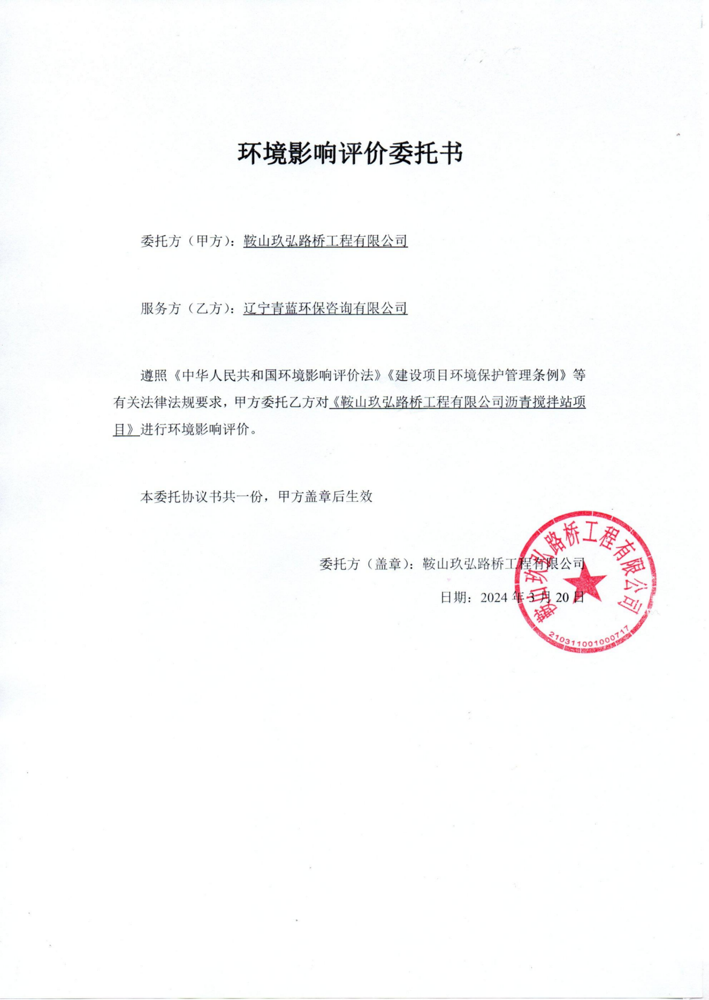 环境影响评价委托书
委托方（甲方）：鞍山玖弘路桥工程有限公司
服务方（乙方）：辽宁青蓝环保咨询有限公司
遵照《中华人民共和国环境影响评价法》《建设项目环境保护管理条例》等
有关法律法规要求，甲方委托乙方对《鞍山玖弘路桥工程有限公司沥青搅拌站项
目》进行环境影响评价。
本委托协议书共一份，甲方盖章后生效
委托方（盖章）：鞍山玖弘路桥工程有限公司
日期：2024 年 3 月 20 日
鞍山玖弘路桥工程有限公司
210311001000717